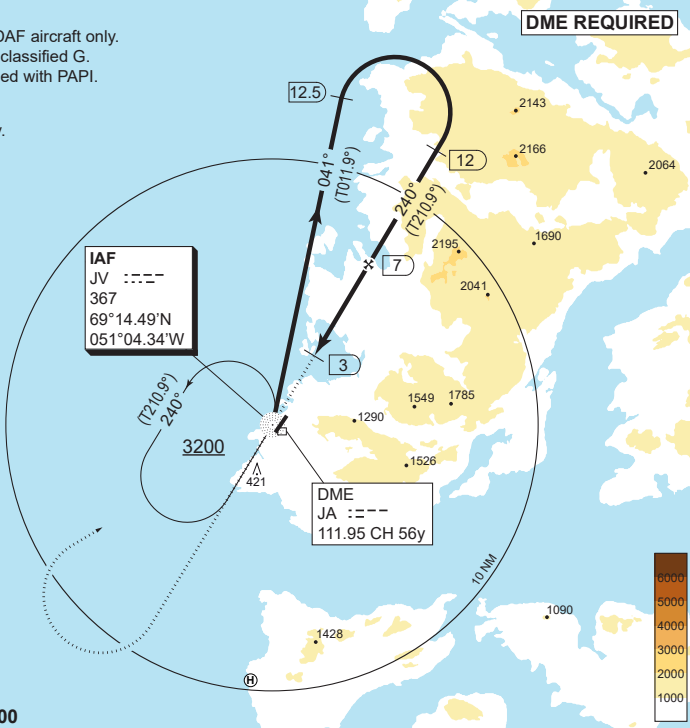 DME REQUIRED
DAF aircraft only.
classified G.
ed with PAPI.
y.
12.5
2143
12
2166
2064
041°
(T011.9°)
240°
(T210.9°)
1690
2195
7
2041
IAF
JV
367
69°14.49'N
051°04.34'W
3
(T210.9°)
240°
1549
1785
1290
3200
1526
421
DME
JA
111.95 CH 56y
10 NM
6000
5000
4000
3000
2000
1000
1090
1428
H
00